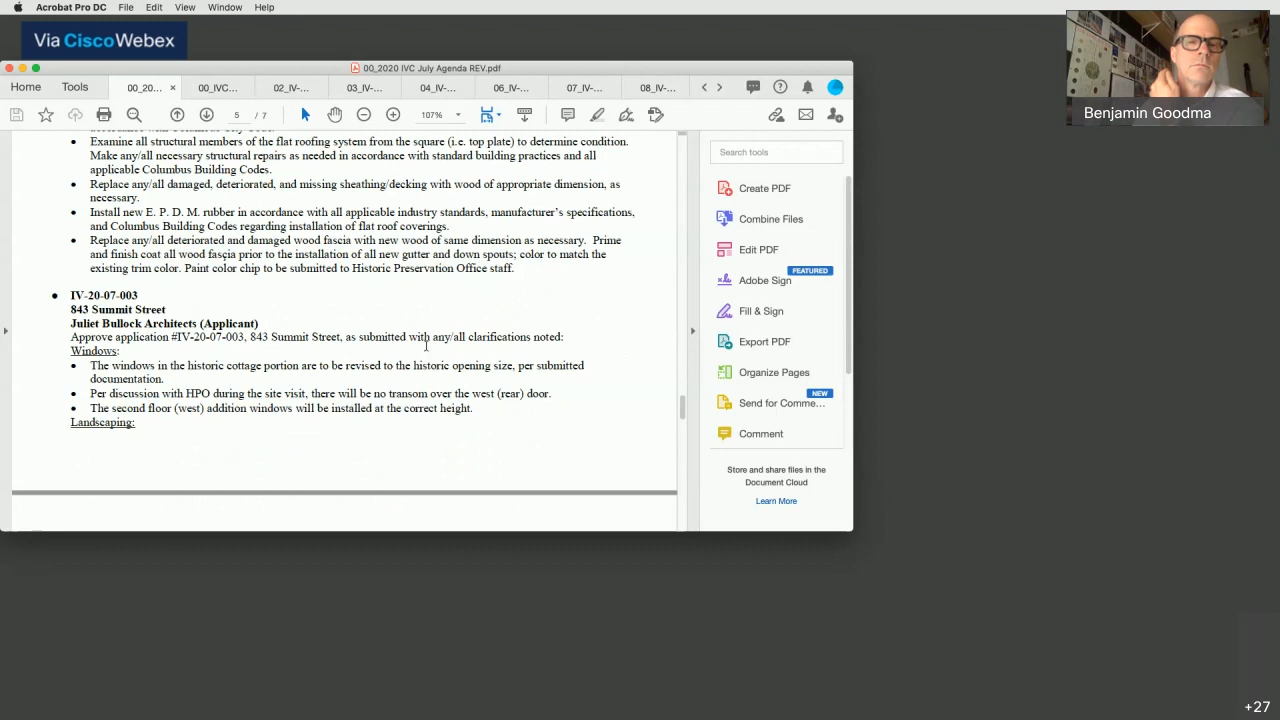 Acrobat Pro DC File Edit View Window Help
Via Cisco Webex
00_2020 IVC July Agenda REV.pdf
Home Tools 00_20... × 00_IVC... 02_IV-... 03_IV-... 04_IV-... 06_IV-... 07_IV-... 08_IV-...
5 / 7 107%
Benjamin Goodma
• Examine all structural members of the flat roofing system from the square (i.e. top plate) to determine condition.
Make any/all necessary structural repairs as needed in accordance with standard building practices and all
applicable Columbus Building Codes.
• Replace any/all damaged, deteriorated, and missing sheathing/decking with wood of appropriate dimension, as
necessary.
• Install new E. P. D. M. rubber in accordance with all applicable industry standards, manufacturer's specifications,
and Columbus Building Codes regarding installation of flat roof coverings.
• Replace any/all deteriorated and damaged wood fascia with new wood of same dimension as necessary. Prime
and finish coat all wood fascia prior to the installation of all new gutter and down spouts; color to match the
existing trim color. Paint color chip to be submitted to Historic Preservation Office staff.
• IV-20-07-003
843 Summit Street
Juliet Bullock Architects (Applicant)
Approve application #IV-20-07-003, 843 Summit Street, as submitted with any/all clarifications noted:
Windows:
• The windows in the historic cottage portion are to be revised to the historic opening size, per submitted
documentation.
• Per discussion with HPO during the site visit, there will be no transom over the west (rear) door.
• The second floor (west) addition windows will be installed at the correct height.
Landscaping:
Search tools
Create PDF
Combine Files
Edit PDF
FEATURED
Adobe Sign
Fill & Sign
Export PDF
Organize Pages
NEW
Send for Comme...
Comment
Store and share files in the
Document Cloud
Learn More
+27